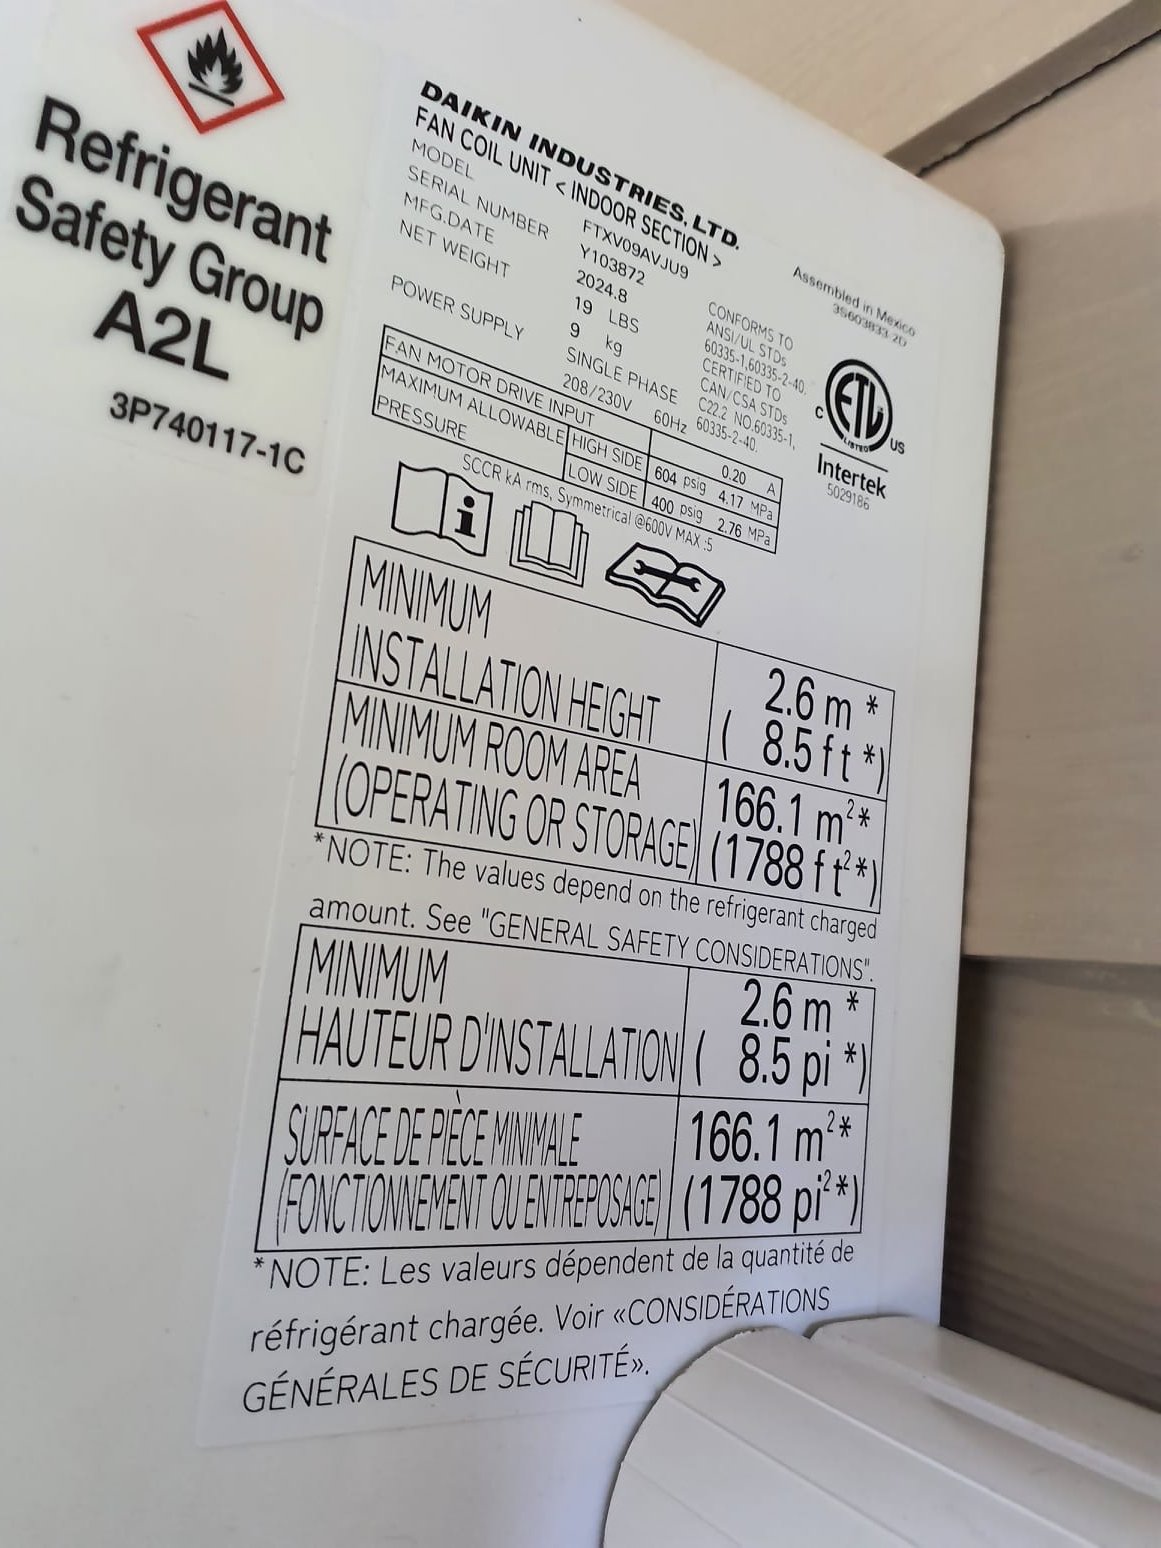 Refrigerant
Safety Group
A2L
3P740117-1C
DAIKIN INDUSTRIES, LTD.
FAN COIL UNIT < INDOOR SECTION >
MODEL FTXV09AVJU9
SERIAL NUMBER Y103872
MFG.DATE 2024.8
NET WEIGHT 19 LBS
9 kg
POWER SUPPLY SINGLE PHASE
208/230V 60Hz
Assembled in Mexico
3S603833-2D
CONFORMS TO
ANSI/UL STDs
60335-1,60335-2-40.
CERTIFIED TO
CAN/CSA STDs
C22.2 NO.60335-1,
60335-2-40.
C ETL US
LISTED
Intertek
5029186
FAN MOTOR DRIVE INPUT 0.20 A
MAXIMUM ALLOWABLE HIGH SIDE 604 psig 4.17 MPa
PRESSURE LOW SIDE 400 psig 2.76 MPa
SCCR kA rms, Symmetrical @600V MAX :5
MINIMUM
INSTALLATION HEIGHT
2.6 m *
( 8.5 ft *)
MINIMUM ROOM AREA
(OPERATING OR STORAGE)
166.1 m²*
(1788 ft²*)
*NOTE: The values depend on the refrigerant charged
amount. See "GENERAL SAFETY CONSIDERATIONS".
MINIMUM
HAUTEUR D'INSTALLATION
2.6 m *
( 8.5 pi *)
SURFACE DE PIÈCE MINIMALE
(FONCTIONNEMENT OU ENTREPOSAGE)
166.1 m²*
(1788 pi²*)
*NOTE: Les valeurs dépendent de la quantité de
réfrigérant chargée. Voir «CONSIDÉRATIONS
GÉNÉRALES DE SÉCURITÉ».